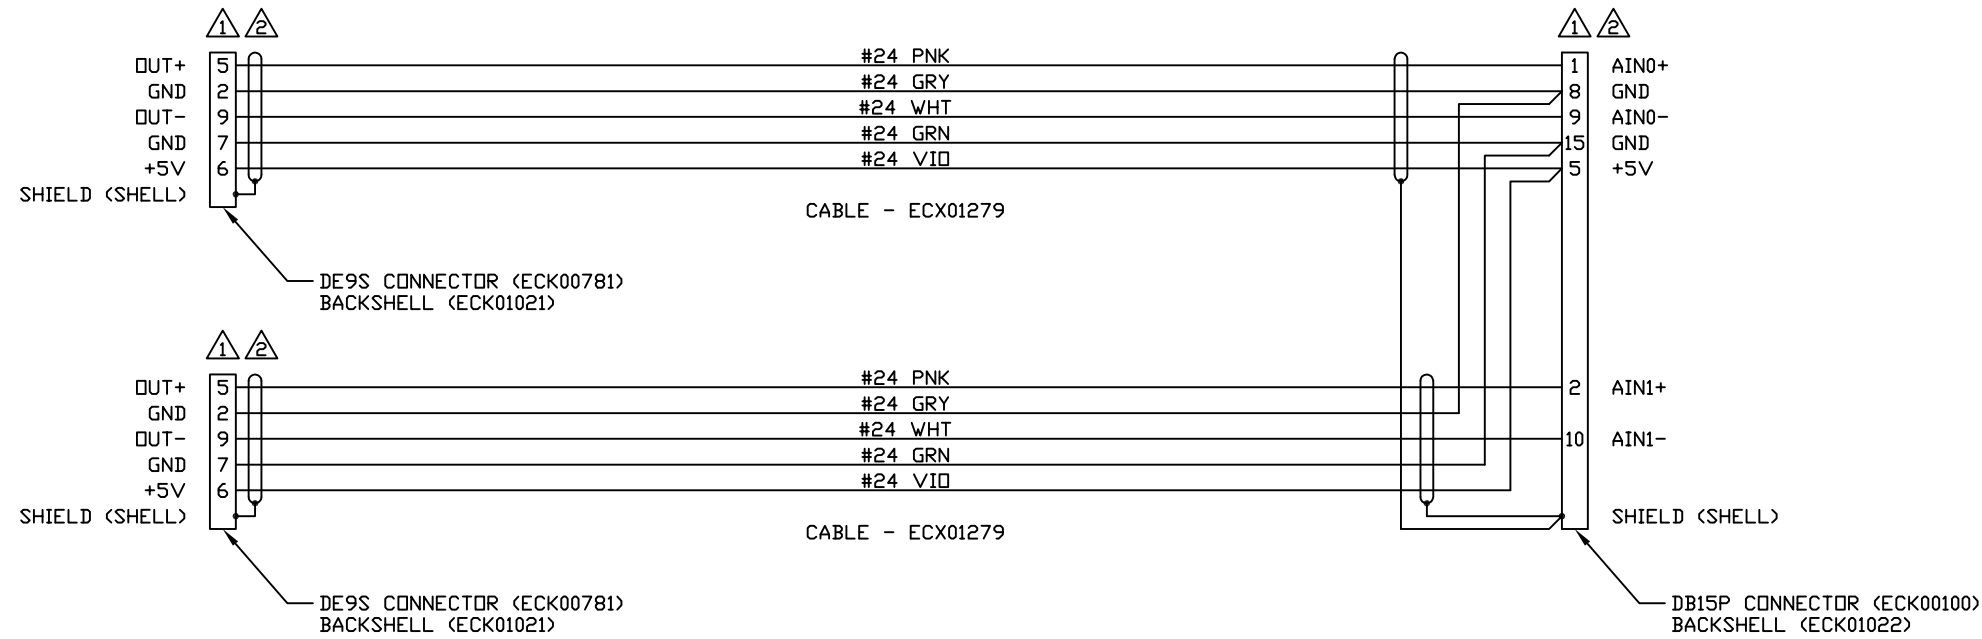 1 2 1 2
OUT+ 5 #24 PNK 1 AIN0+
GND 2 #24 GRY 8 GND
OUT- 9 #24 WHT 9 AIN0-
GND 7 #24 GRN 15 GND
+5V 6 #24 VIO 5 +5V
SHIELD (SHELL)
CABLE - ECX01279
DE9S CONNECTOR (ECK00781)
BACKSHELL (ECK01021)
1 2
OUT+ 5 #24 PNK 2 AIN1+
GND 2 #24 GRY
OUT- 9 #24 WHT 10 AIN1-
GND 7 #24 GRN
+5V 6 #24 VIO
SHIELD (SHELL) SHIELD (SHELL)
CABLE - ECX01279
DE9S CONNECTOR (ECK00781) DB15P CONNECTOR (ECK00100)
BACKSHELL (ECK01021) BACKSHELL (ECK01022)